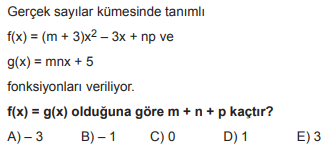 Gerçek sayılar kümesinde tanımlı
f(x) = (m + 3)x² – 3x + np ve
g(x) = mnx + 5
fonksiyonları veriliyor.
f(x) = g(x) olduğuna göre m + n + p kaçtır?
A) – 3 B) – 1 C) 0 D) 1 E) 3